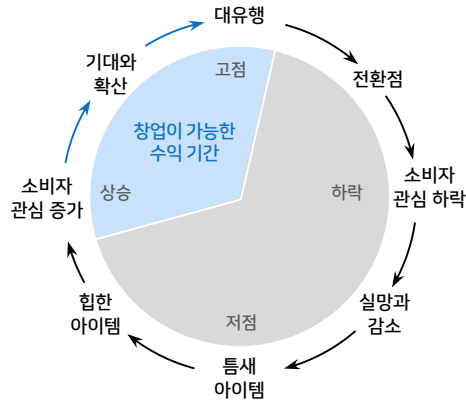 대유행
기대와
확산
고점
전환점
창업이 가능한
수익 기간
소비자
관심 증가
상승
하락
소비자
관심 하락
힙한
아이템
저점
실망과
감소
틈새
아이템